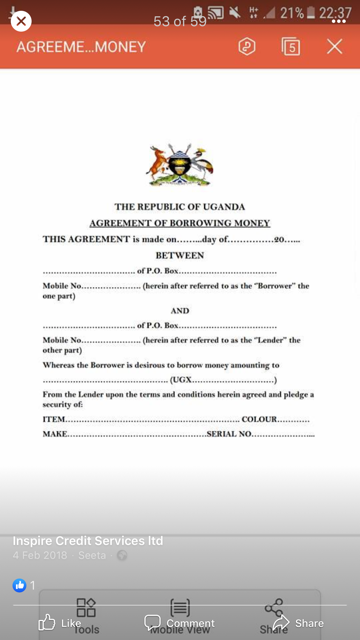 53 of 59
21% 22:37
AGREEME...MONEY
5
THE REPUBLIC OF UGANDA
AGREEMENT OF BORROWING MONEY
THIS AGREEMENT is made on........day of...............20......
BETWEEN
.................................. of P.O. Box....................................
Mobile No...................... (herein after referred to as the "Borrower" the
one part)
AND
.................................. of P.O. Box....................................
Mobile No...................... (herein after referred to as the "Lender" the
other part)
Whereas the Borrower is desirous to borrow money amounting to
.............................................. (UGX..............................)
From the Lender upon the terms and conditions herein agreed and pledge a
security of:
ITEM................................................................ COLOUR............
MAKE....................................................SERIAL NO........................
Inspire Credit Services ltd
4 Feb 2018 · Seeta
1
Like Comment Share
Tools Mobile View Share